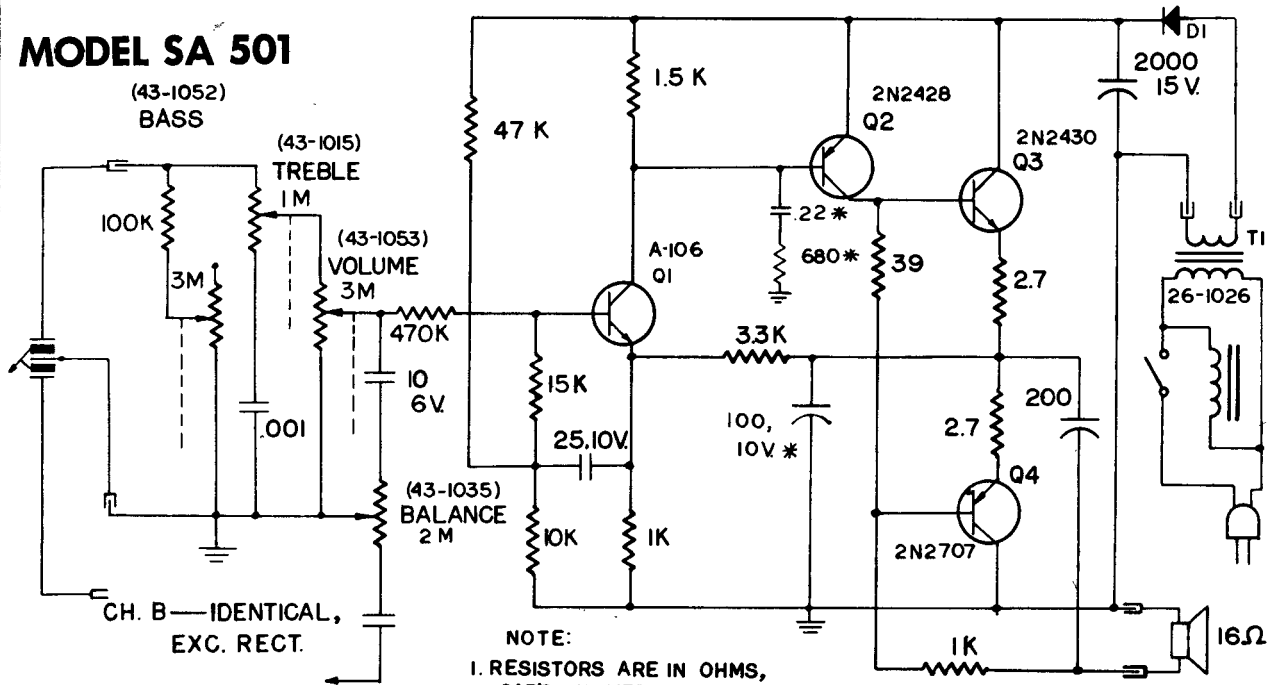 MODEL SA 501
(43-1052)
BASS
(43-1015)
TREBLE
1M
100K
3M
(43-1053)
VOLUME
3M
470K
.001
10
6V.
(43-1035)
BALANCE
2M
CH. B—IDENTICAL,
EXC. RECT.
47 K
1.5 K
A-106
Q1
15K
25,10V.
10K
1K
2N2428
Q2
.22*
680*
39
3.3K
100,
10V.*
2N2430
Q3
2.7
2.7
Q4
2N2707
200
1K
2000
15 V.
D1
T1
26-1026
16Ω
NOTE:
1. RESISTORS ARE IN OHMS,